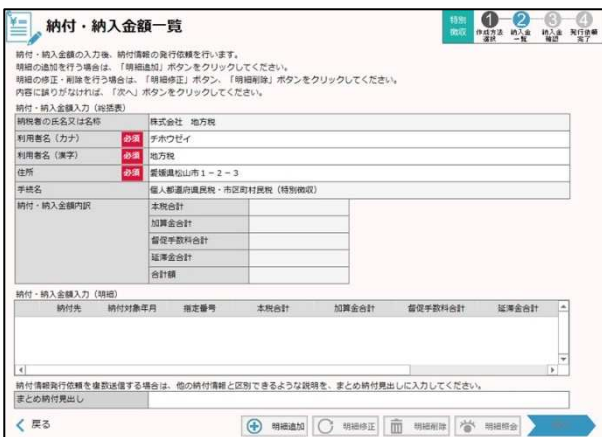 納付・納入金額一覧
特別徴収
1 2 3 4
作成方法選択 納入金一覧 納入金確認 発行依頼完了
納付・納入金額の入力後、納付情報の発行依頼を行います。
明細の追加を行う場合は、「明細追加」ボタンをクリックしてください。
明細の修正・削除を行う場合は、「明細修正」ボタン、「明細削除」ボタンをクリックしてください。
内容に誤りがなければ、「次へ」ボタンをクリックしてください。
納付・納入金額入力（総括表）
納税者の氏名又は名称 株式会社 地方税
利用者名（カナ） 必須 チホウゼイ
利用者名（漢字） 必須 地方税
住所 必須 愛媛県松山市１－２－３
手続名 個人都道府県民税・市区町村民税（特別徴収）
納付・納入金額内訳 本税合計
加算金合計
督促手数料合計
延滞金合計
合計額
納付・納入金額入力（明細）
納付先 納付対象年月 指定番号 本税合計 加算金合計 督促手数料合計 延滞金合計
納付情報発行依頼を複数送信する場合は、他の納付情報と区別できるような説明を、まとめ納付見出しに入力してください。
まとめ納付見出し
戻る 明細追加 明細修正 明細削除 明細照会